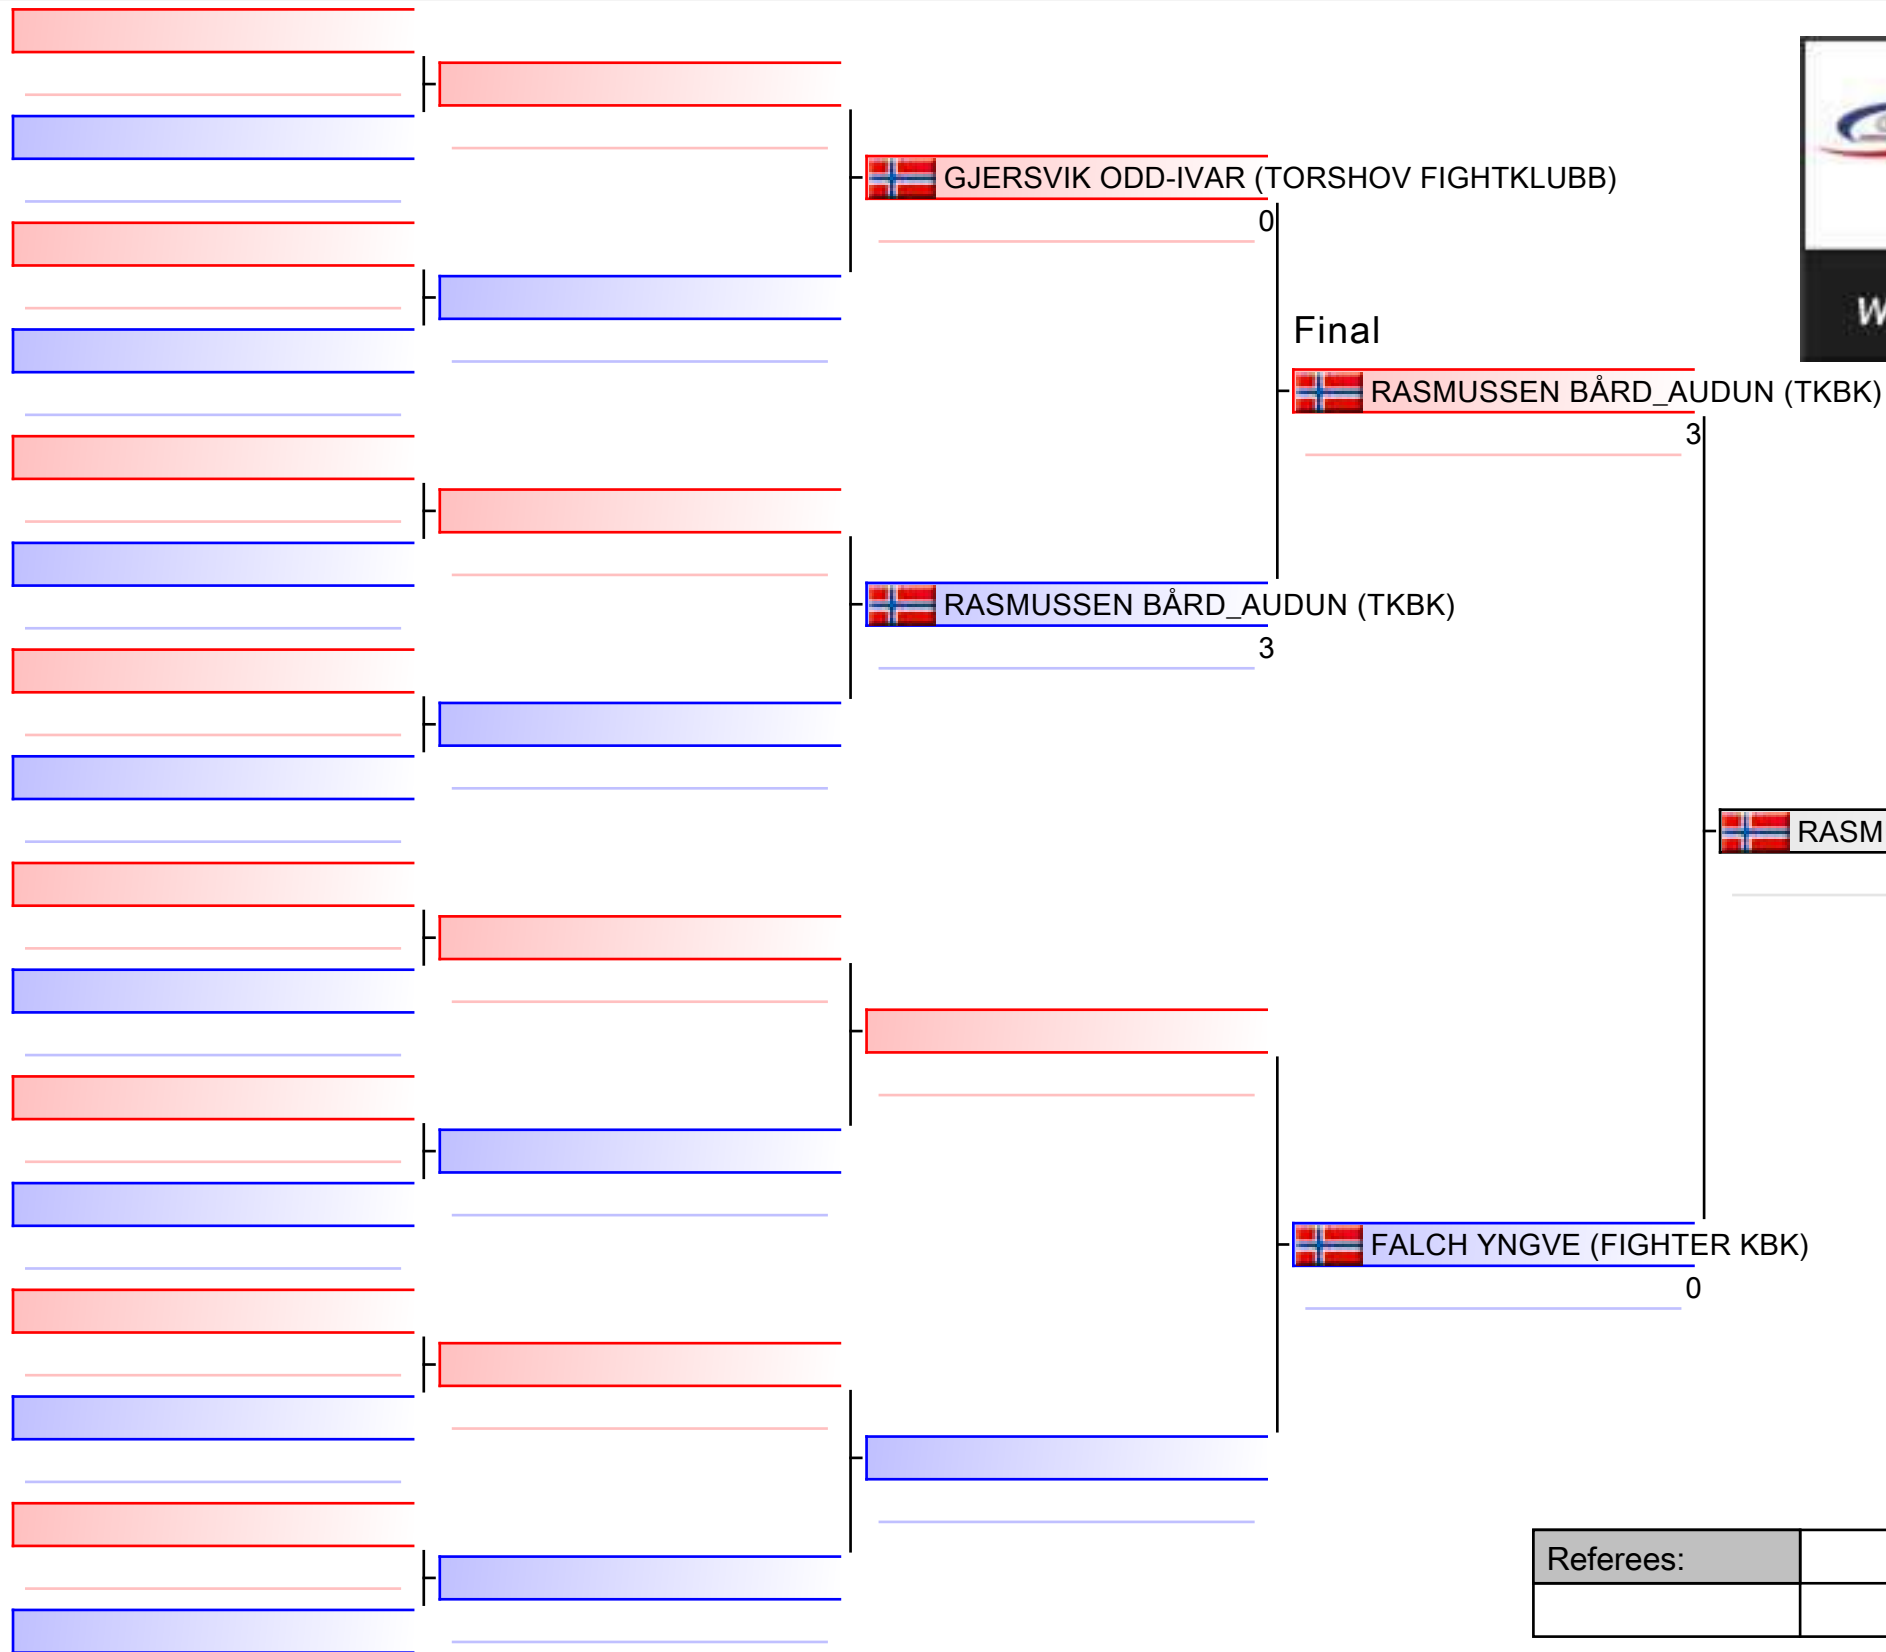 GJERSVIK ODD-IVAR (TORSHOV FIGHTKLUBB)
0
Final
RASMUSSEN BÅRD_AUDUN (TKBK)
3
RASMUSSEN BÅRD_AUDUN (TKBK)
3
RASM
FALCH YNGVE (FIGHTER KBK)
0
Referees: